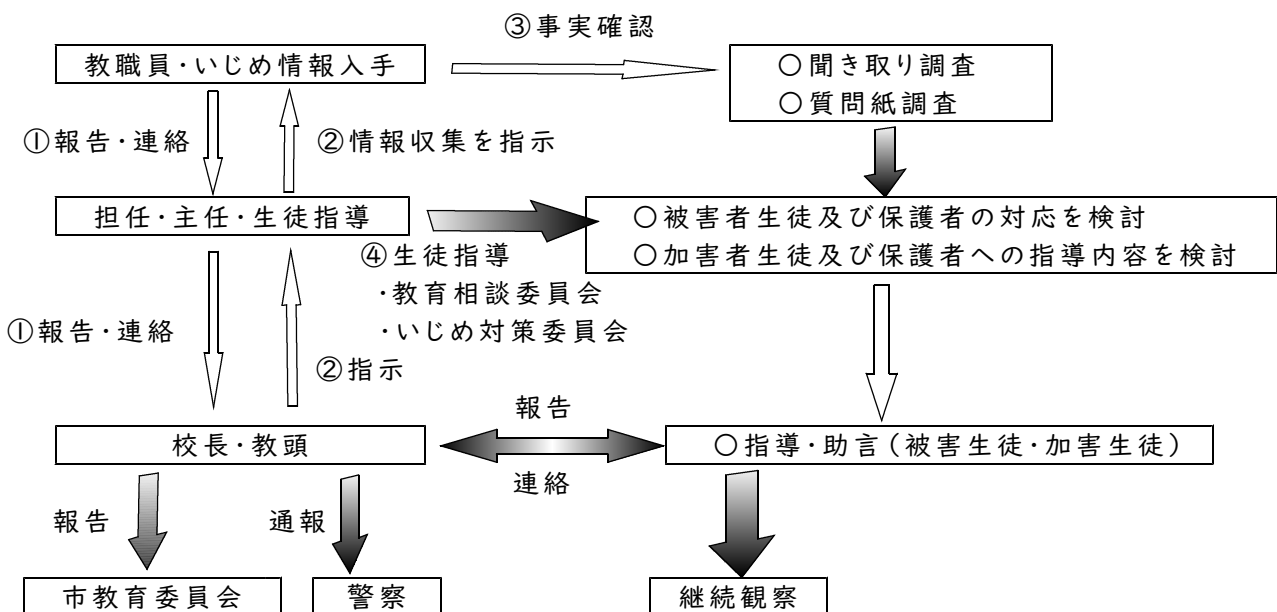 ③事実確認
教職員・いじめ情報入手
○聞き取り調査
○質問紙調査
①報告・連絡
②情報収集を指示
担任・主任・生徒指導
○被害者生徒及び保護者の対応を検討
○加害者生徒及び保護者への指導内容を検討
④生徒指導
・教育相談委員会
・いじめ対策委員会
①報告・連絡
②指示
報告
校長・教頭
○指導・助言(被害生徒・加害生徒)
連絡
報告
通報
市教育委員会
警察
継続観察